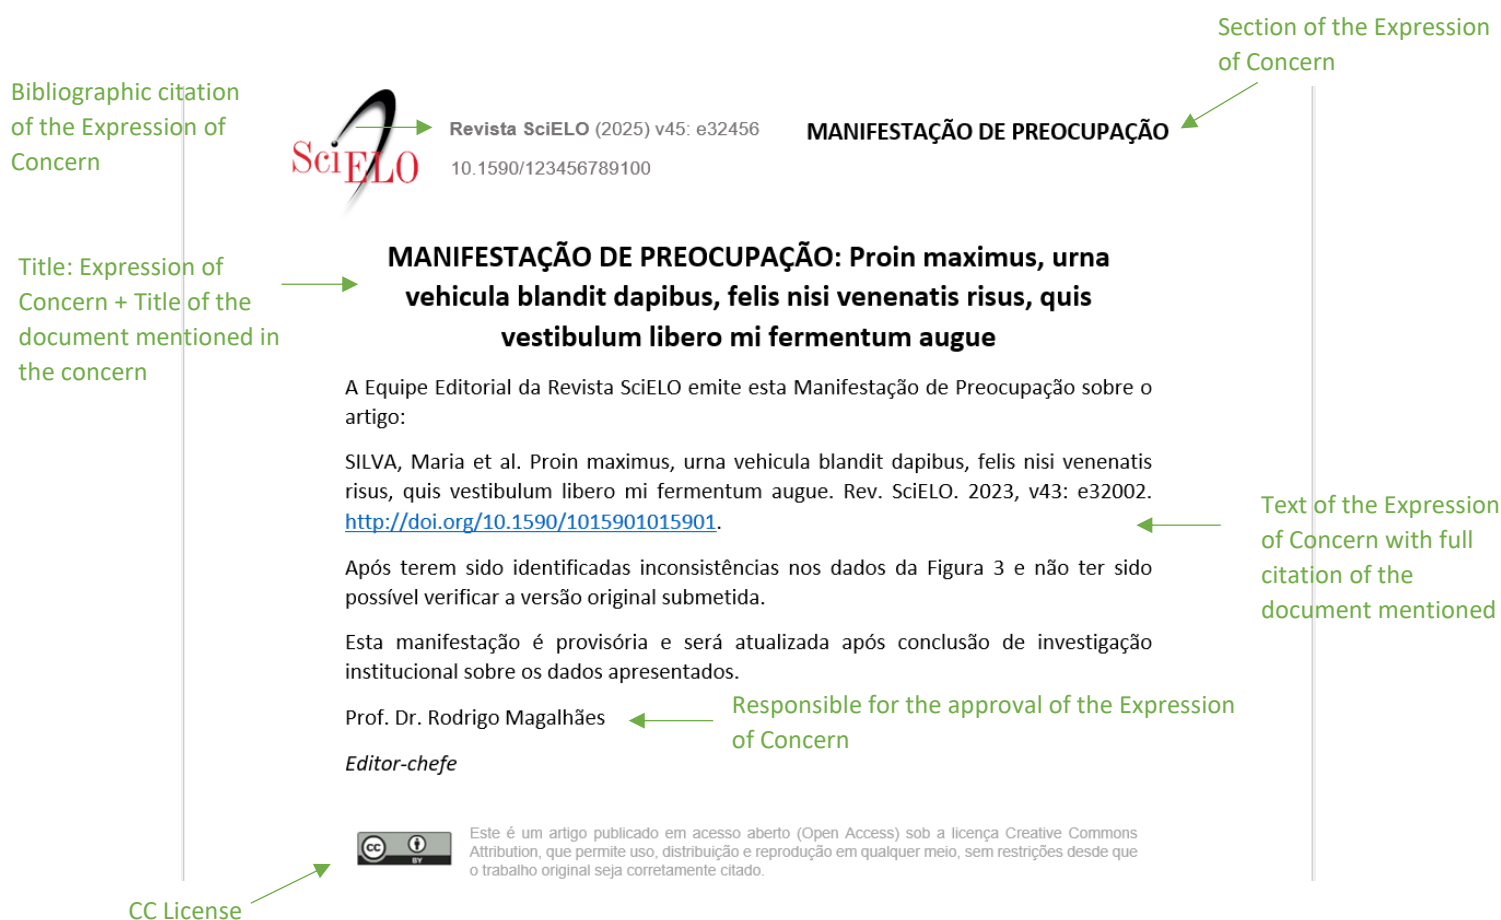 Section of the Expression
of Concern
Bibliographic citation
of the Expression of
Concern
SciELO
Revista SciELO (2025) v45: e32456
10.1590/123456789100
MANIFESTAÇÃO DE PREOCUPAÇÃO
Title: Expression of
Concern + Title of the
document mentioned in
the concern
MANIFESTAÇÃO DE PREOCUPAÇÃO: Proin maximus, urna
vehicula blandit dapibus, felis nisi venenatis risus, quis
vestibulum libero mi fermentum augue
A Equipe Editorial da Revista SciELO emite esta Manifestação de Preocupação sobre o
artigo:
SILVA, Maria et al. Proin maximus, urna vehicula blandit dapibus, felis nisi venenatis
risus, quis vestibulum libero mi fermentum augue. Rev. SciELO. 2023, v43: e32002.
http://doi.org/10.1590/1015901015901.
Text of the Expression
of Concern with full
citation of the
document mentioned
Após terem sido identificadas inconsistências nos dados da Figura 3 e não ter sido
possível verificar a versão original submetida.
Esta manifestação é provisória e será atualizada após conclusão de investigação
institucional sobre os dados apresentados.
Prof. Dr. Rodrigo Magalhães
Responsible for the approval of the Expression
of Concern
Editor-chefe
CC BY
Este é um artigo publicado em acesso aberto (Open Access) sob a licença Creative Commons
Attribution, que permite uso, distribuição e reprodução em qualquer meio, sem restrições desde que
o trabalho original seja corretamente citado.
CC License